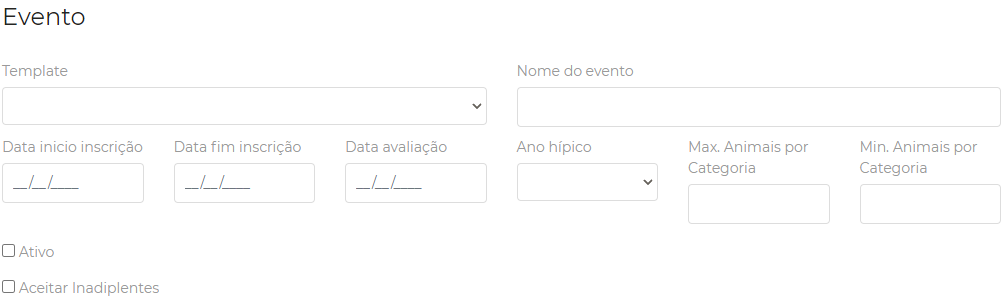 Evento
Template
Nome do evento
Data inicio inscrição
Data fim inscrição
Data avaliação
Ano hípico
Max. Animais por
Categoria
Min. Animais por
Categoria
__/__/____
__/__/____
__/__/____
Ativo
Aceitar Inadiplentes